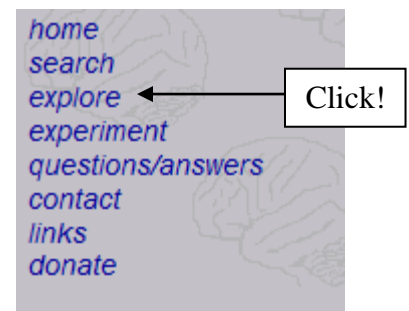 home
search
explore
Click!
experiment
questions/answers
contact
links
donate